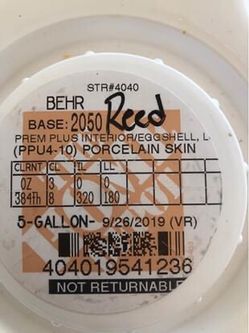 STR#4040
BEHR
BASE: 2050 Reed
PREM PLUS INTERIOR/EGGSHELL, L
(PPU4-10) PORCELAIN SKIN
CLRNT CL IL LL
OZ 3 0 0
384Th 8 320 180
5-GALLON- 9/26/2019 (VR)
404019541236
NOT RETURNABLE